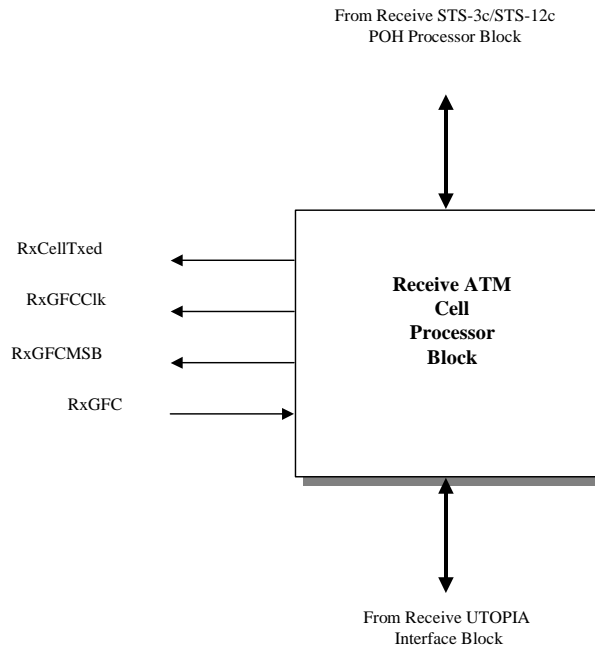 From Receive STS-3c/STS-12c
POH Processor Block
RxCellTxed
RxGFCClk
RxGFCMSB
RxGFC
Receive ATM
Cell
Processor
Block
From Receive UTOPIA
Interface Block